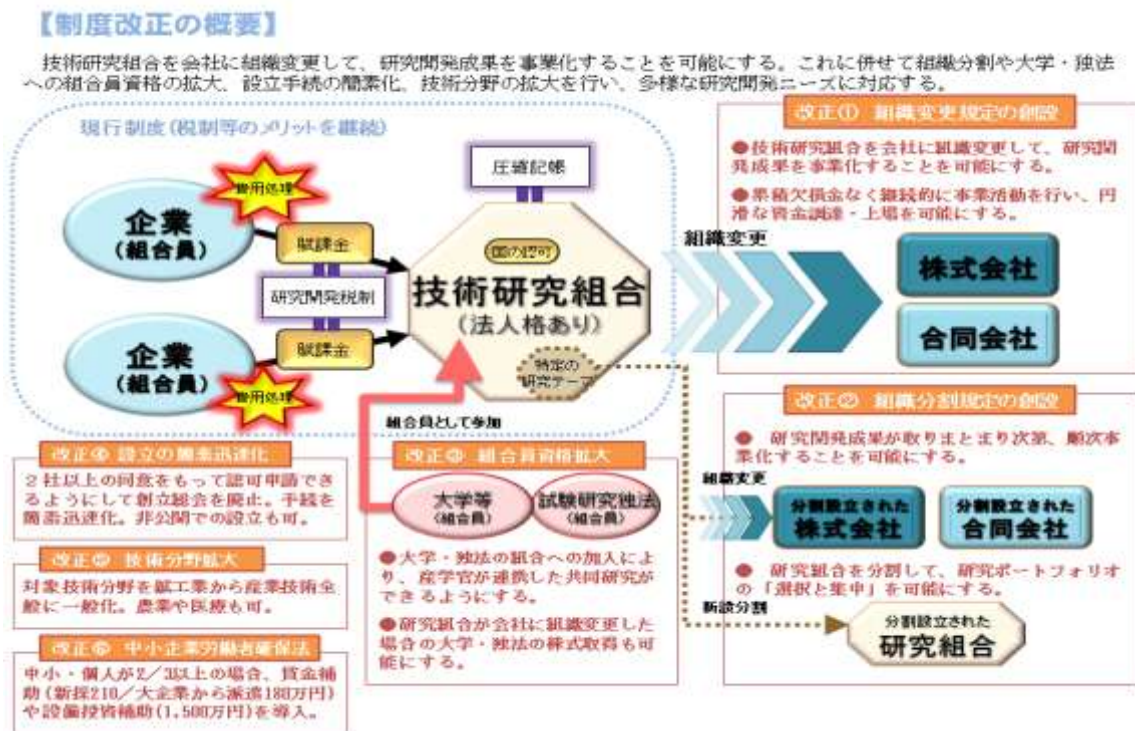 【制度改正の概要】
技術研究組合を会社に組織変更して、研究開発成果を事業化することを可能にする。これに併せて組織分割や大学・独法
への組合員資格の拡大、設立手続の簡素化、技術分野の拡大を行い、多様な研究開発ニーズに対応する。
現行制度(税制等のメリットを継続)
費用処理
企業
(組合員)
賦課金
研究開発税制
企業
(組合員)
賦課金
費用処理
圧縮記帳
国の認可
技術研究組合
(法人格あり)
特定の
研究テーマ
組合員として参加
組織変更
改正① 組織変更規定の創設
●技術研究組合を会社に組織変更して、研究開
発成果を事業化することを可能にする。
●累積欠損金なく継続的に事業活動を行い、円
滑な資金調達・上場を可能にする。
株式会社
合同会社
改正② 組織分割規定の創設
● 研究開発成果が取りまとまり次第、順次事
業化することを可能にする。
組織変更
分割設立された
株式会社
分割設立された
合同会社
● 研究組合を分割して、研究ポートフォリオ
の「選択と集中」を可能にする。
新設分割
分割設立された
研究組合
改正③ 組合員資格拡大
大学等
(組合員)
試験研究独法
(組合員)
●大学・独法の組合への加入によ
り、産学官が連携した共同研究が
できるようにする。
●研究組合が会社に組織変更した
場合の大学・独法の株式取得も可
能にする。
改正④ 設立の簡素迅速化
2社以上の同意をもって認可申請でき
るようにして創立総会を廃止。手続を
簡素迅速化。非公開での設立も可。
改正⑤ 技術分野拡大
対象技術分野を鉱工業から産業技術全
般に一般化。農業や医療も可。
改正⑥ 中小企業労働者確保法
中小・個人が2/3以上の場合、賃金補
助(新採210/大企業から派遣180万円)
や設備投資補助(1,500万円)を導入。